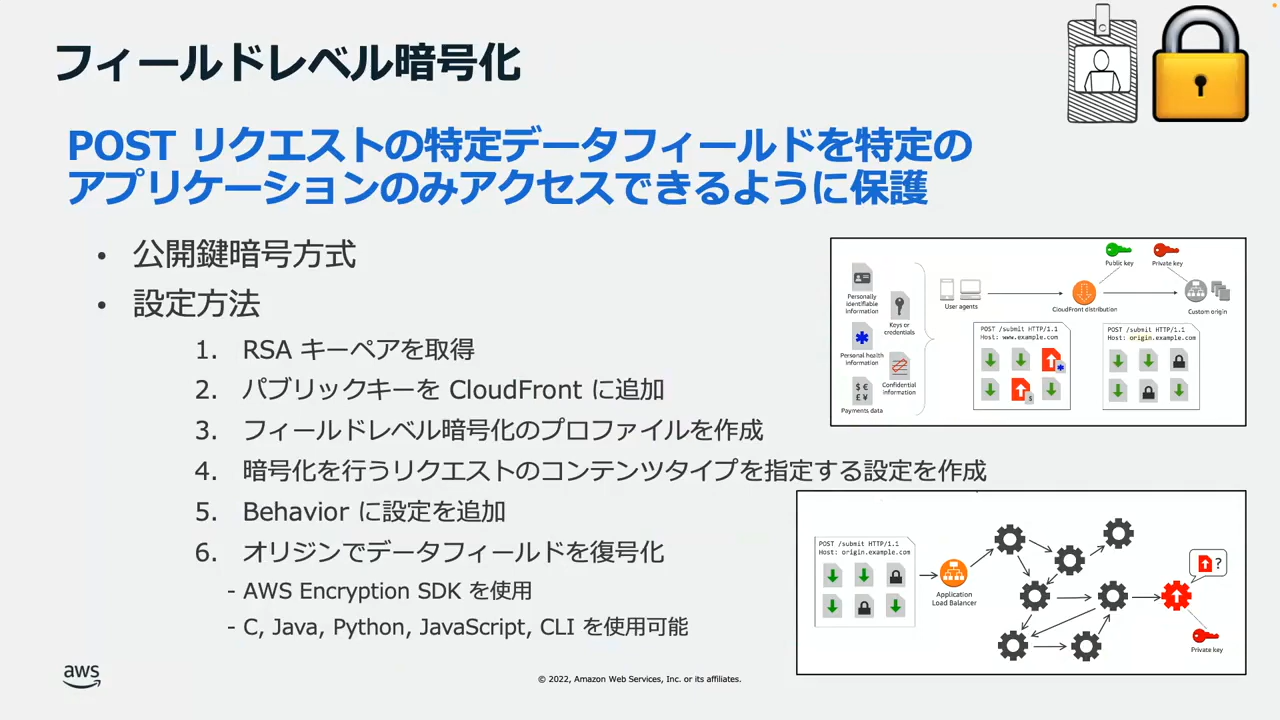 フィールドレベル暗号化
POST リクエストの特定データフィールドを特定の
アプリケーションのみアクセスできるように保護
• 公開鍵暗号方式
• 設定方法
1. RSA キーペアを取得
2. パブリックキーを CloudFront に追加
3. フィールドレベル暗号化のプロファイルを作成
4. 暗号化を行うリクエストのコンテンツタイプを指定する設定を作成
5. Behavior に設定を追加
6. オリジンでデータフィールドを復号化
- AWS Encryption SDK を使用
- C, Java, Python, JavaScript, CLI を使用可能
Public key
Private key
Personally
identifiable
information
Keys or
credentials
Personal health
information
Confidential
information
$ €
£ ¥
Payments data
User agents
CloudFront distribution
Custom origin
POST /submit HTTP/1.1
Host: www.example.com
POST /submit HTTP/1.1
Host: origin.example.com
POST /submit HTTP/1.1
Host: origin.example.com
Application
Load Balancer
?
Private key
aws
© 2022, Amazon Web Services, Inc. or its affiliates.